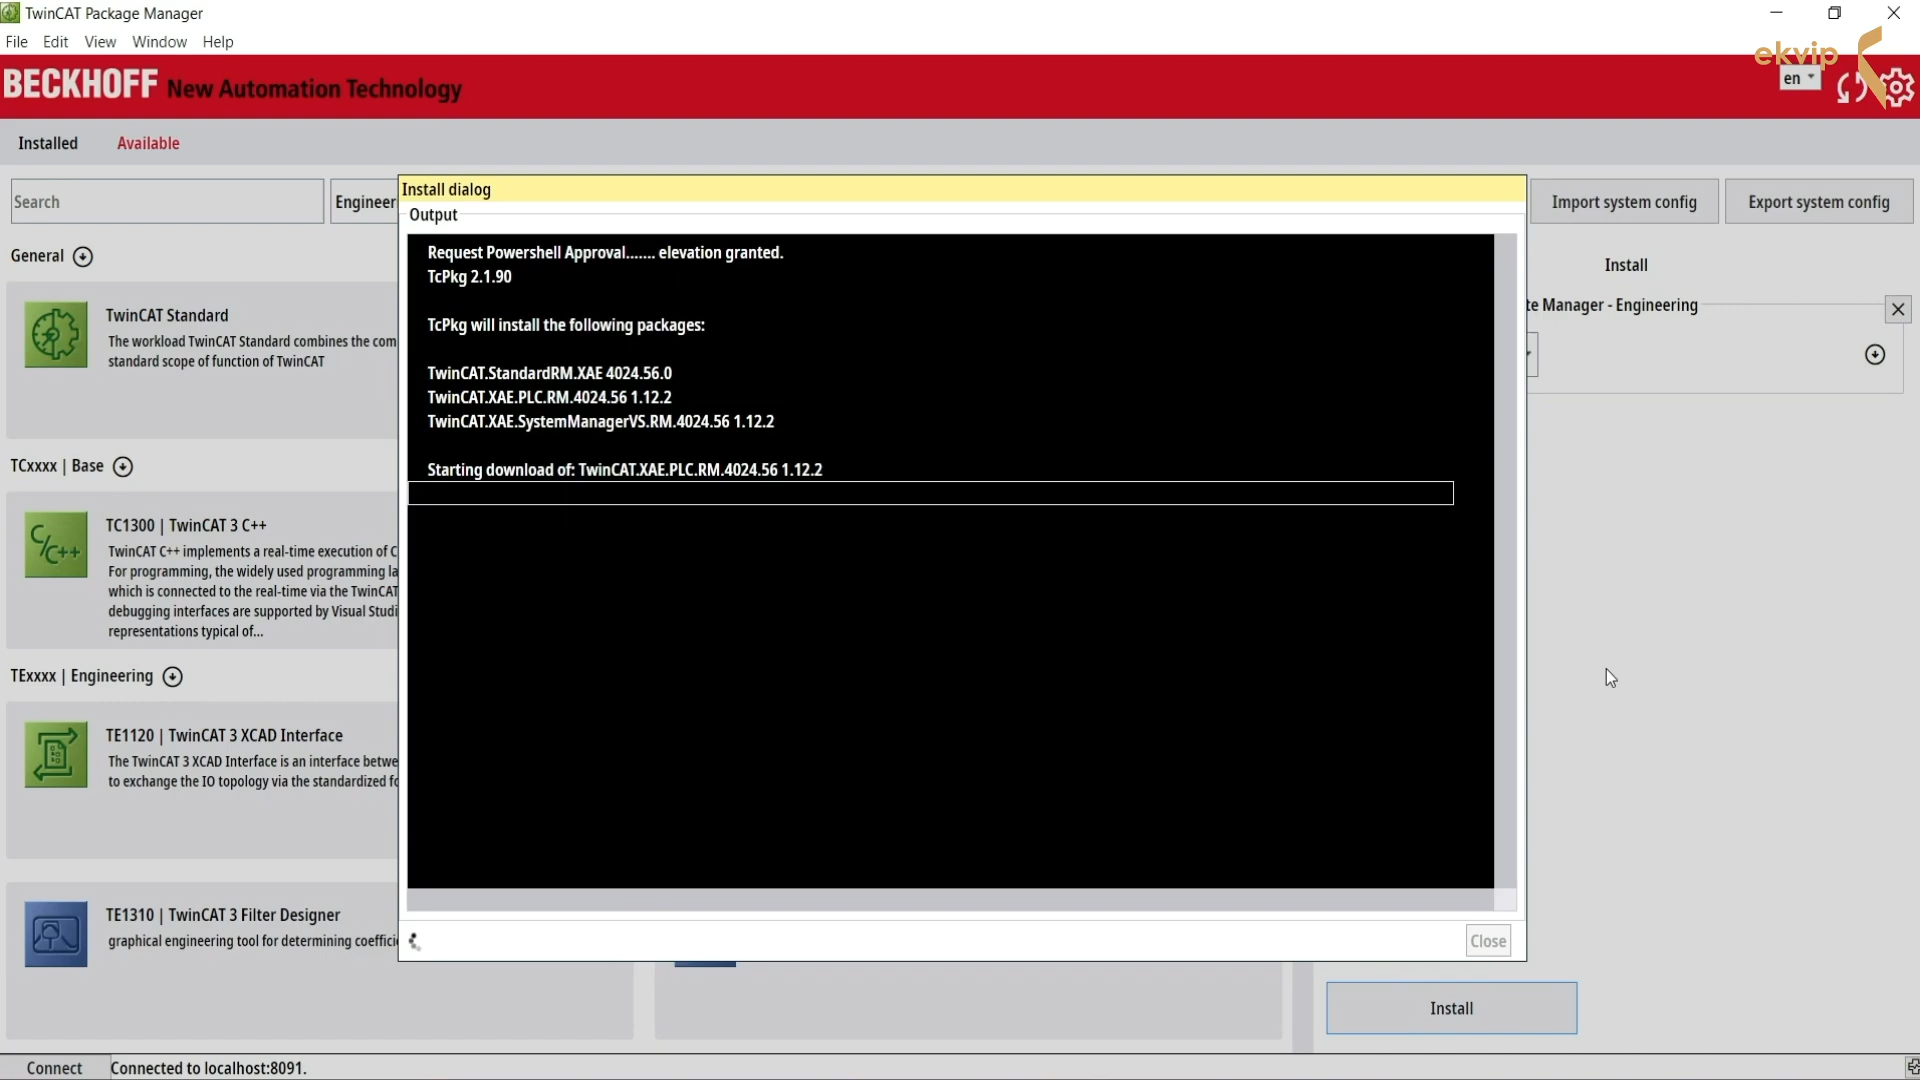 TwinCAT Package Manager
File Edit View Window Help
ekvip
BECKHOFF New Automation Technology
en
Installed Available
Search
Engineer
Import system config
Export system config
Install dialog
Output
Request Powershell Approval....... elevation granted.
TcPkg 2.1.90
TcPkg will install the following packages:
TwinCAT.StandardRM.XAE 4024.56.0
TwinCAT.XAE.PLC.RM.4024.56 1.12.2
TwinCAT.XAE.SystemManagerVS.RM.4024.56 1.12.2
Starting download of: TwinCAT.XAE.PLC.RM.4024.56 1.12.2
Close
General
TwinCAT Standard
The workload TwinCAT Standard combines the com
standard scope of function of TwinCAT
TCxxxx | Base
C/C++
TC1300 | TwinCAT 3 C++
TwinCAT C++ implements a real-time execution of C
For programming, the widely used programming la
which is connected to the real-time via the TwinCAT
debugging interfaces are supported by Visual Studi
representations typical of...
TExxxx | Engineering
TE1120 | TwinCAT 3 XCAD Interface
The TwinCAT 3 XCAD Interface is an interface betwe
to exchange the IO topology via the standardized fo
TE1310 | TwinCAT 3 Filter Designer
graphical engineering tool for determining coeffici
Install
te Manager - Engineering
Install
Connect
Connected to localhost:8091.